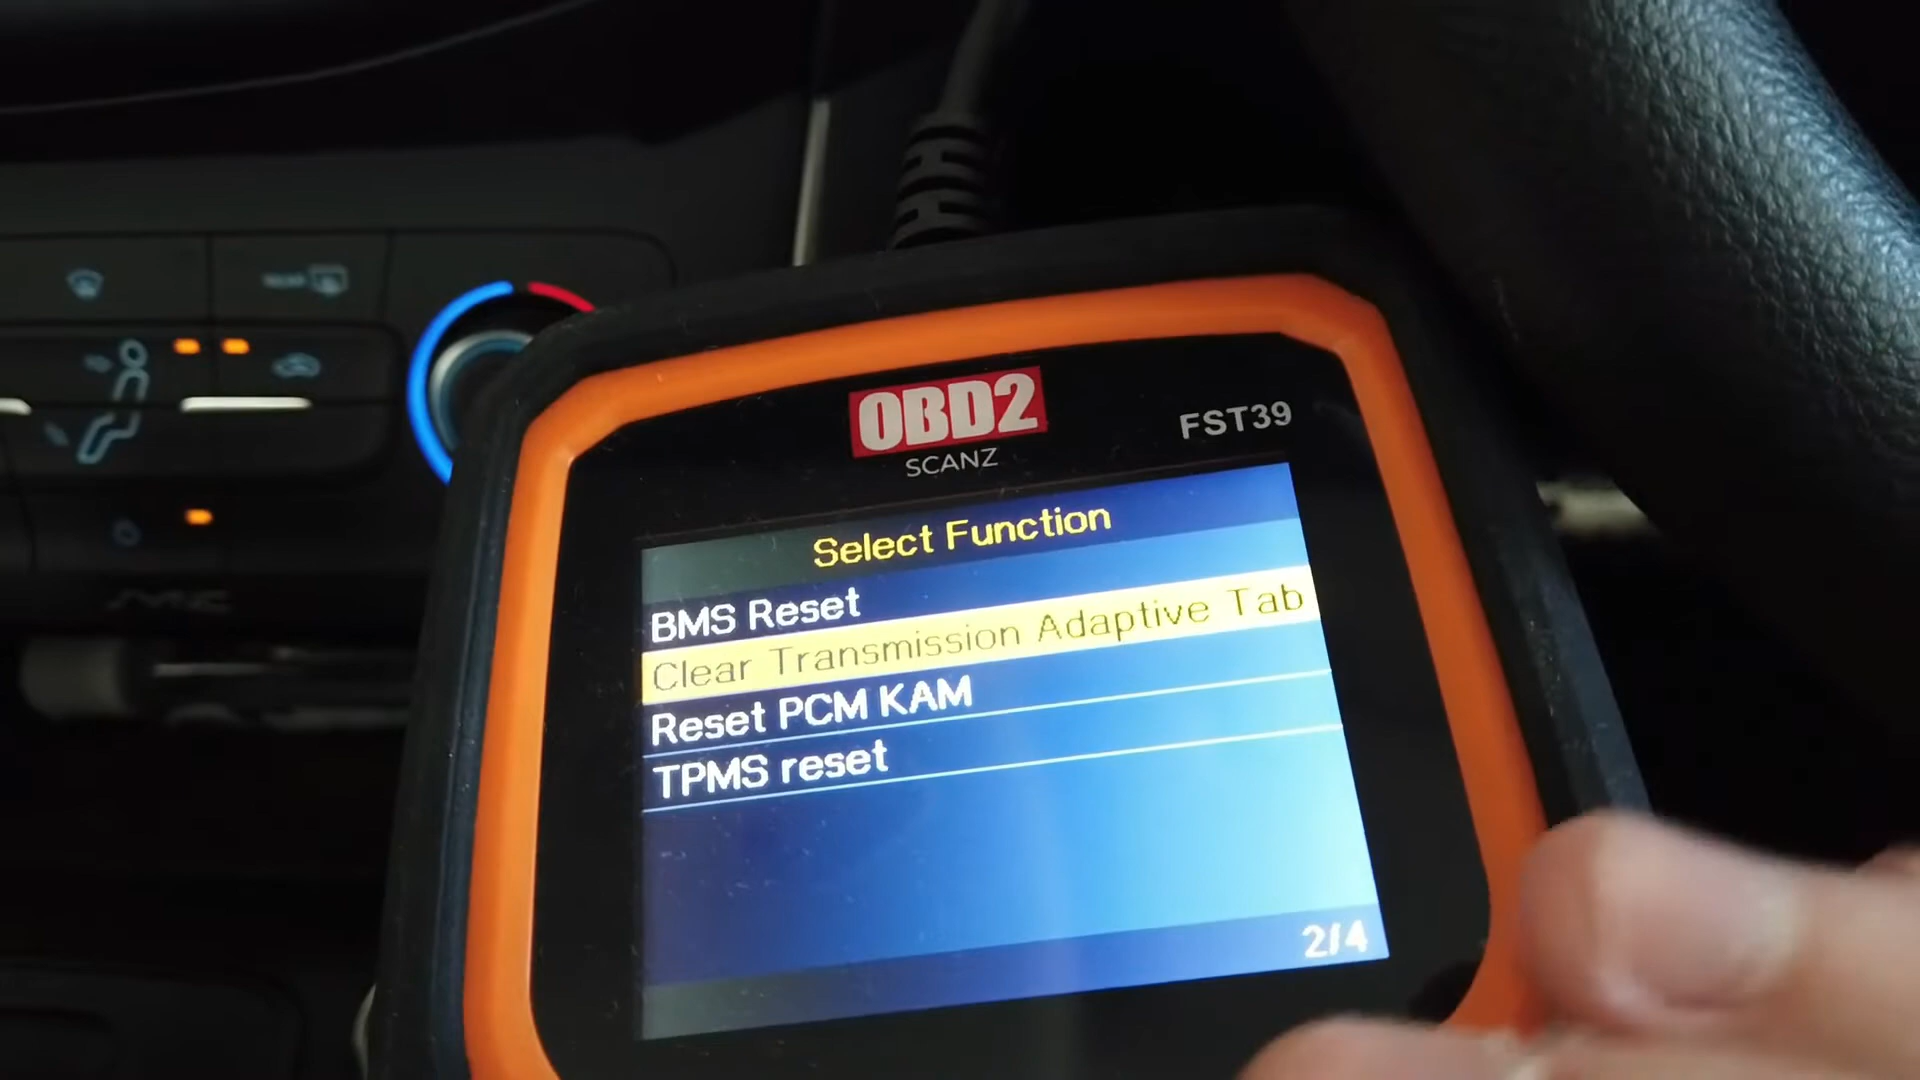 OBD2
SCANZ
FST39
Select Function
BMS Reset
Clear Transmission Adaptive Tab
Reset PCM KAM
TPMS reset
2/4